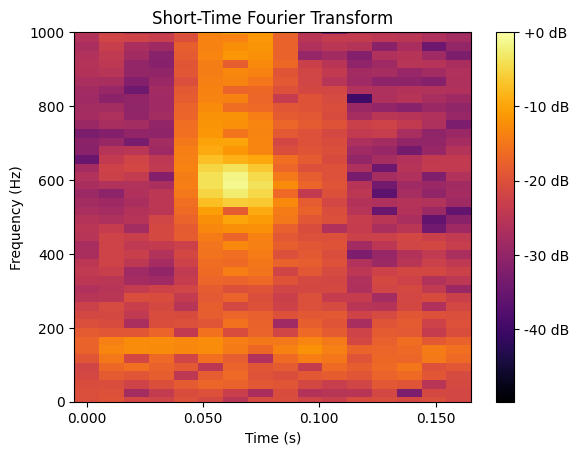 Short-Time Fourier Transform
1000
800
600
400
200
0
Frequency (Hz)
0.000
0.050
0.100
0.150
Time (s)
+0 dB
-10 dB
-20 dB
-30 dB
-40 dB